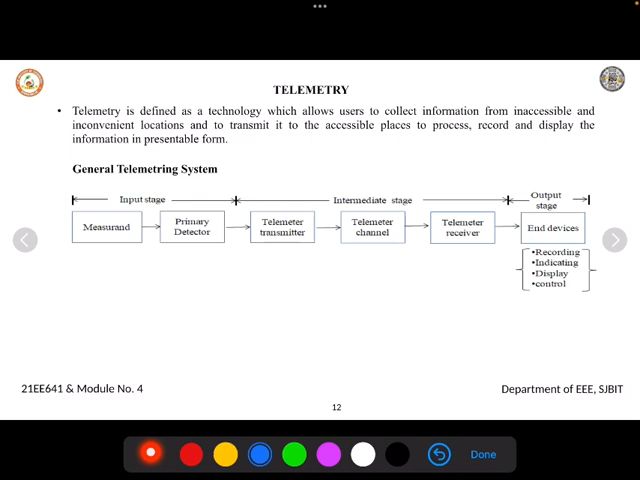 TELEMETRY
• Telemetry is defined as a technology which allows users to collect information from inaccessible and
inconvenient locations and to transmit it to the accessible places to process, record and display the
information in presentable form.
General Telemetring System
Input stage
Intermediate stage
Output
stage
Measurand
Primary
Detector
Telemeter
transmitter
Telemeter
channel
Telemeter
receiver
End devices
•Recording
•Indicating
•Display
•control
21EE641 & Module No. 4
Department of EEE, SJBIT
12
Done